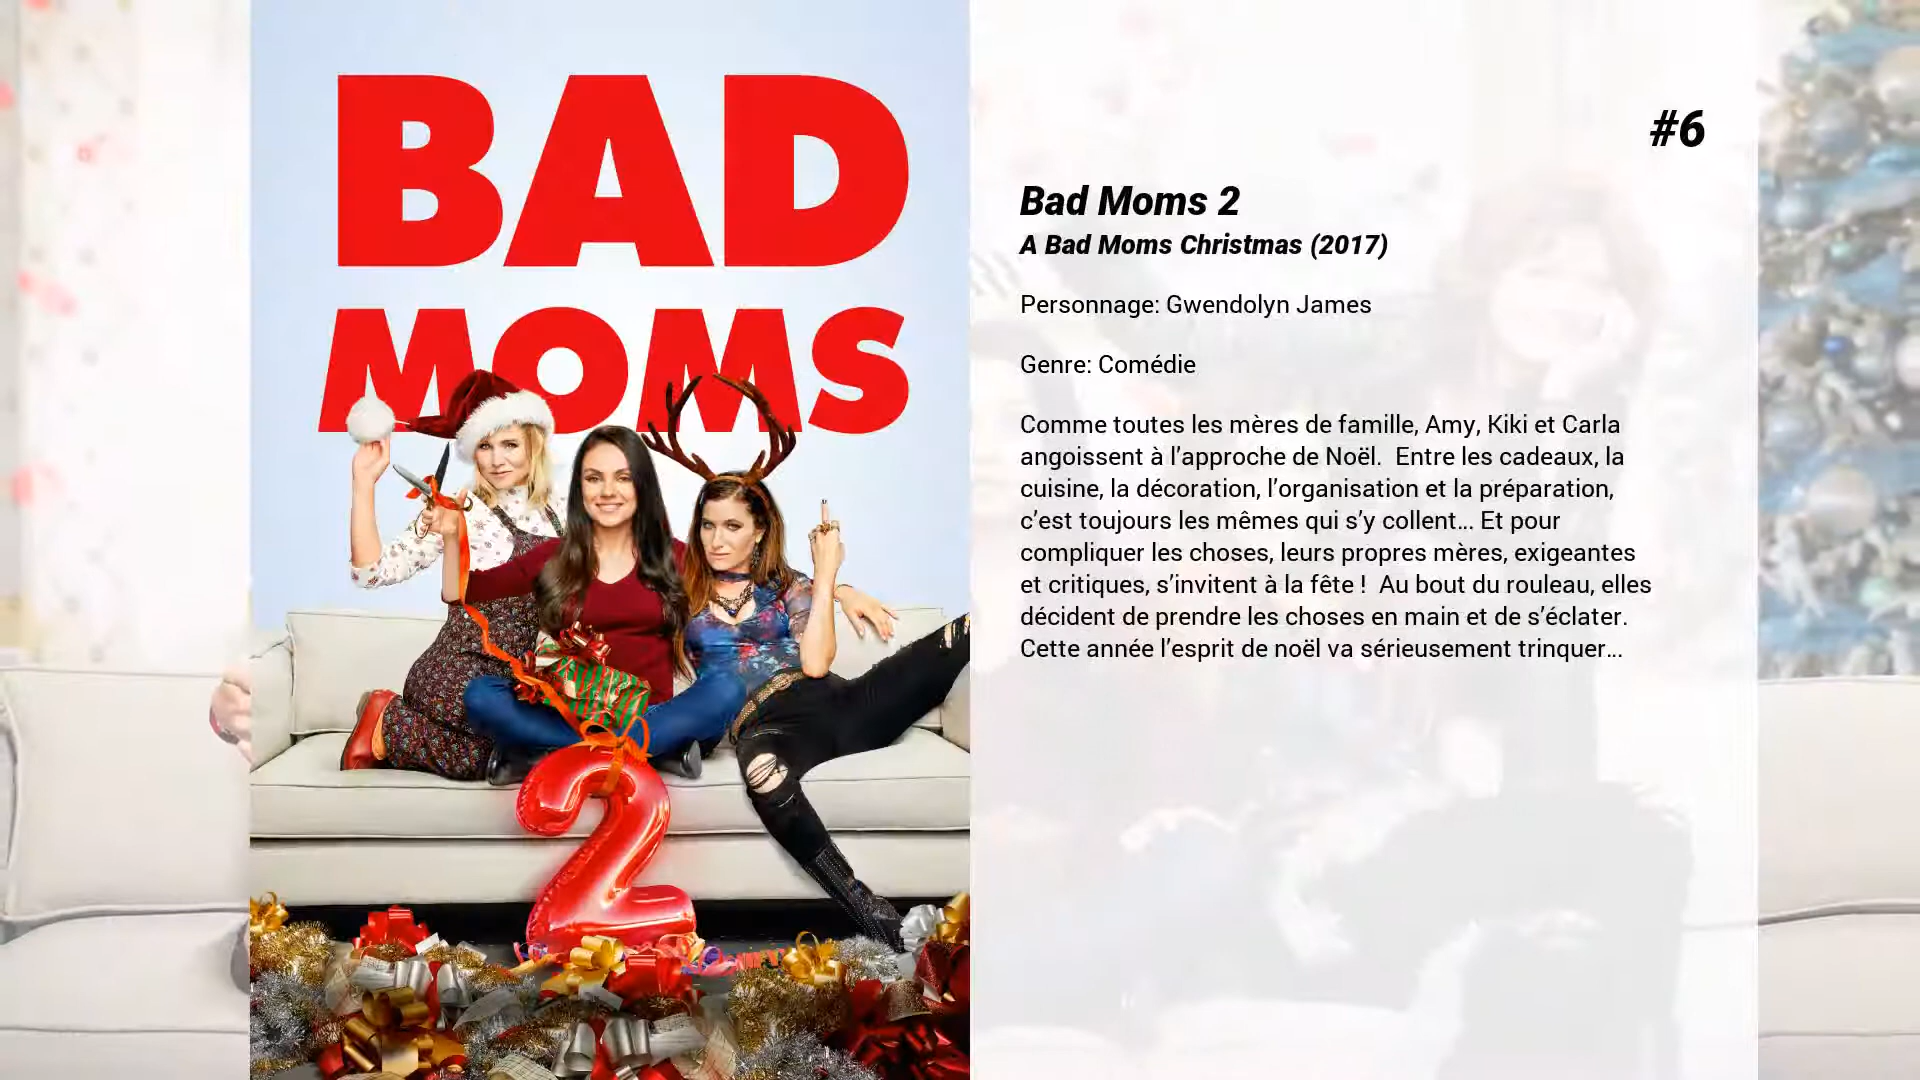 BAD
MOMS
2
#6
Bad Moms 2
A Bad Moms Christmas (2017)
Personnage: Gwendolyn James
Genre: Comédie
Comme toutes les mères de famille, Amy, Kiki et Carla
angoissent à l’approche de Noël.  Entre les cadeaux, la
cuisine, la décoration, l’organisation et la préparation,
c’est toujours les mêmes qui s’y collent… Et pour
compliquer les choses, leurs propres mères, exigeantes
et critiques, s’invitent à la fête !  Au bout du rouleau, elles
décident de prendre les choses en main et de s’éclater.
Cette année l’esprit de noël va sérieusement trinquer…